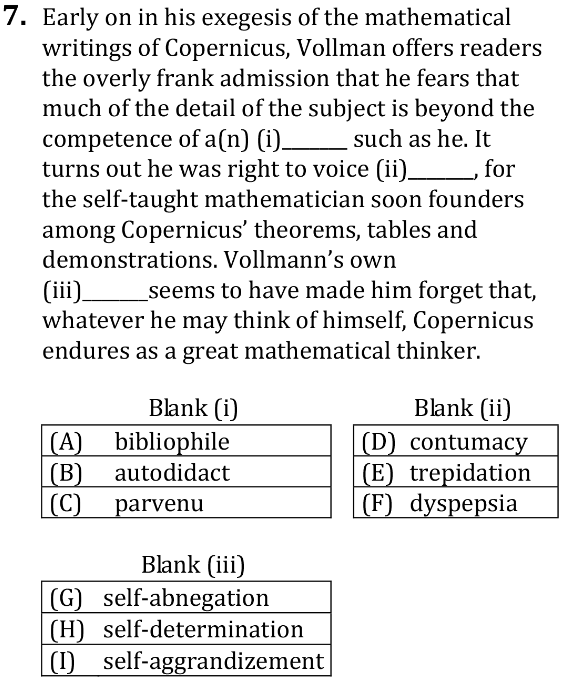 7. Early on in his exegesis of the mathematical
writings of Copernicus, Vollman offers readers
the overly frank admission that he fears that
much of the detail of the subject is beyond the
competence of a(n) (i)______ such as he. It
turns out he was right to voice (ii)______, for
the self-taught mathematician soon founders
among Copernicus’ theorems, tables and
demonstrations. Vollmann’s own
(iii)______seems to have made him forget that,
whatever he may think of himself, Copernicus
endures as a great mathematical thinker.
Blank (i)
(A) bibliophile
(B) autodidact
(C) parvenu
Blank (ii)
(D) contumacy
(E) trepidation
(F) dyspepsia
Blank (iii)
(G) self-abnegation
(H) self-determination
(I) self-aggrandizement